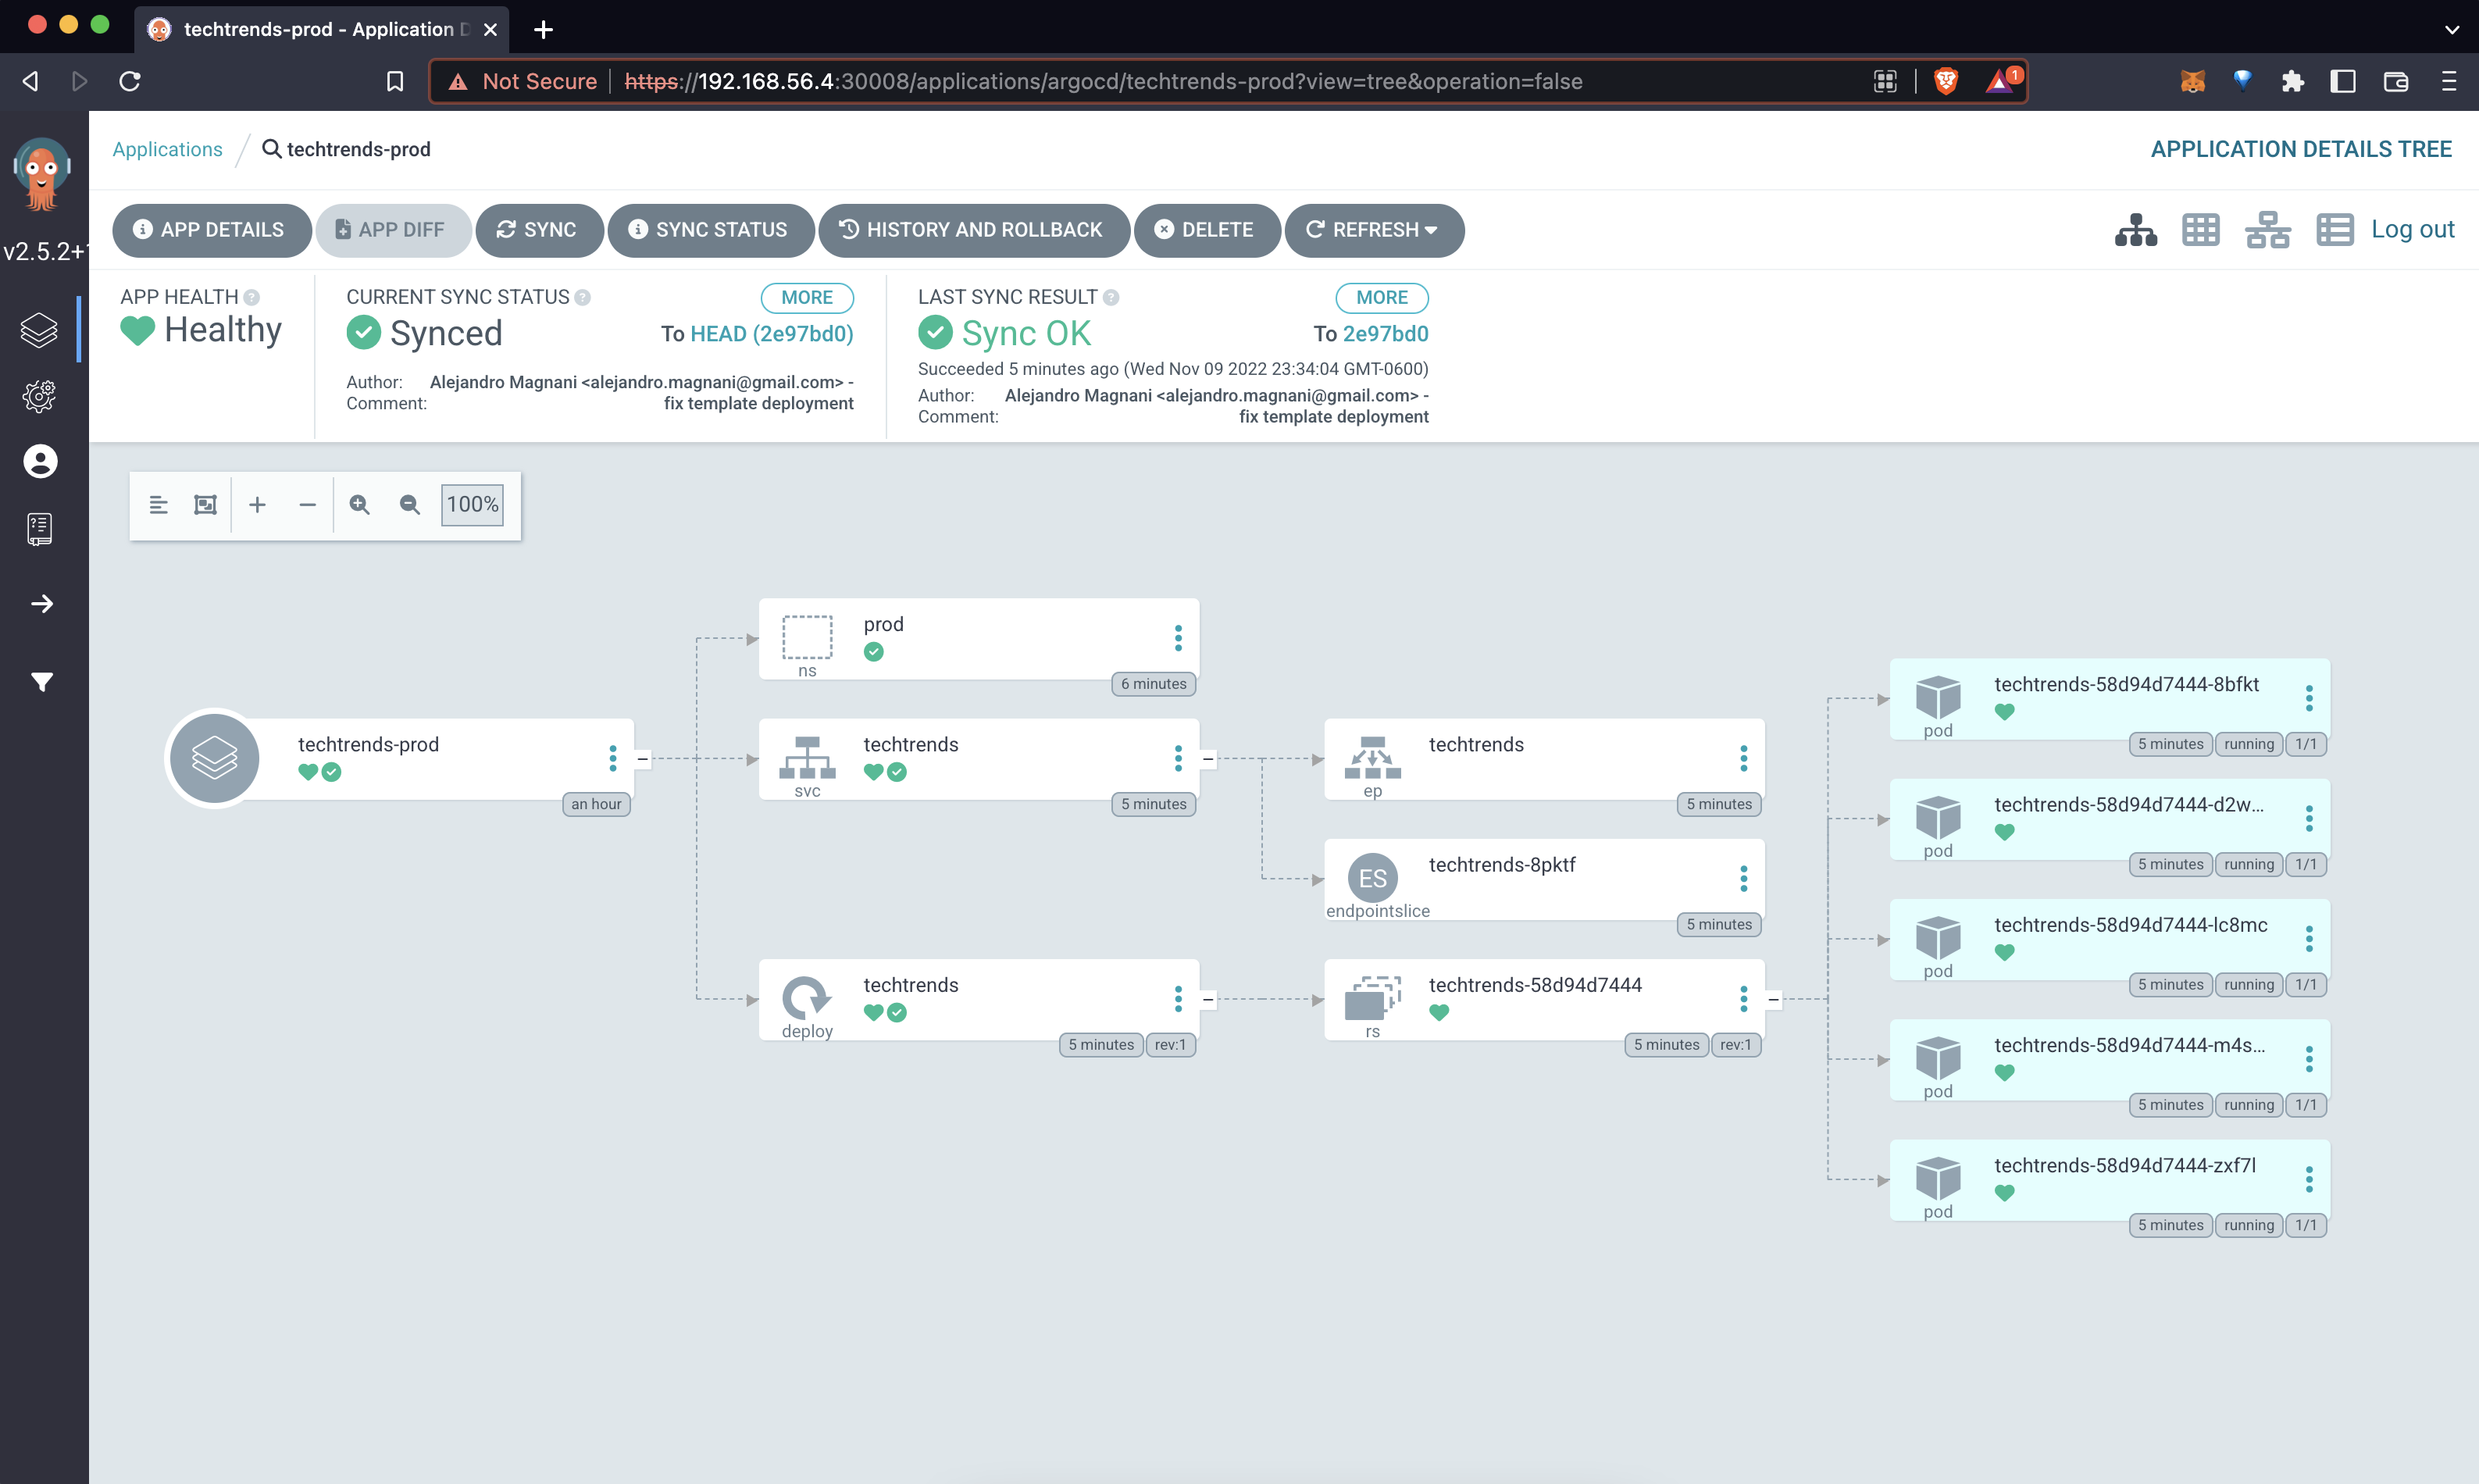 techtrends-prod - Application D
Not Secure
https://192.168.56.4:30008/applications/argocd/techtrends-prod?view=tree&operation=false
1
Applications
techtrends-prod
APPLICATION DETAILS TREE
v2.5.2+
APP DETAILS
APP DIFF
SYNC
SYNC STATUS
HISTORY AND ROLLBACK
DELETE
REFRESH
Log out
APP HEALTH
Healthy
CURRENT SYNC STATUS
MORE
Synced
To HEAD (2e97bd0)
Author: Alejandro Magnani <alejandro.magnani@gmail.com> -
Comment: fix template deployment
LAST SYNC RESULT
MORE
Sync OK
To 2e97bd0
Succeeded 5 minutes ago (Wed Nov 09 2022 23:34:04 GMT-0600)
Author: Alejandro Magnani <alejandro.magnani@gmail.com> -
Comment: fix template deployment
100%
techtrends-prod
an hour
prod
ns
6 minutes
techtrends
svc
5 minutes
techtrends
deploy
5 minutes rev:1
techtrends
ep
5 minutes
techtrends-8pktf
ES
endpointslice
5 minutes
techtrends-58d94d7444
rs
5 minutes rev:1
techtrends-58d94d7444-8bfkt
pod
5 minutes running 1/1
techtrends-58d94d7444-d2w...
pod
5 minutes running 1/1
techtrends-58d94d7444-lc8mc
pod
5 minutes running 1/1
techtrends-58d94d7444-m4s...
pod
5 minutes running 1/1
techtrends-58d94d7444-zxf7l
pod
5 minutes running 1/1